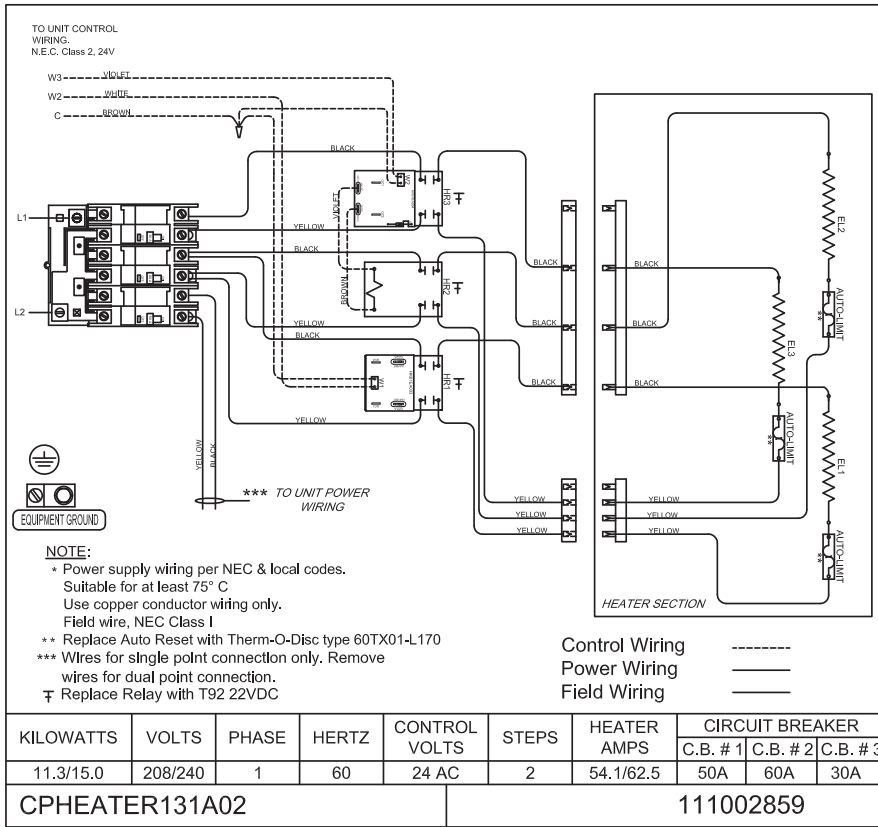 TO UNIT CONTROL
WIRING.
N.E.C. Class 2, 24V
W3
VIOLET
W2
WHITE
C
BROWN
BLACK
W2
HR3
VIOLET
L1
YELLOW
BLACK
HR2
BROWN
L2
YELLOW
BLACK
W1
HR1
YELLOW
YELLOW
BLACK
*** TO UNIT POWER
WIRING
EQUIPMENT GROUND
BLACK
BLACK
BLACK
YELLOW
YELLOW
YELLOW
BLACK
BLACK
BLACK
YELLOW
YELLOW
YELLOW
EL2
AUTO-LIMIT
**
EL3
AUTO-LIMIT
**
EL1
AUTO-LIMIT
**
HEATER SECTION
NOTE:
* Power supply wiring per NEC & local codes.
Suitable for at least 75° C
Use copper conductor wiring only.
Field wire, NEC Class I
** Replace Auto Reset with Therm-O-Disc type 60TX01-L170
*** Wires for single point connection only. Remove
wires for dual point connection.
Replace Relay with T92 22VDC
Control Wiring
Power Wiring
Field Wiring
KILOWATTS VOLTS PHASE HERTZ CONTROL VOLTS STEPS HEATER AMPS CIRCUIT BREAKER
C.B. # 1 C.B. # 2 C.B. # 3
11.3/15.0 208/240 1 60 24 AC 2 54.1/62.5 50A 60A 30A
CPHEATER131A02 111002859